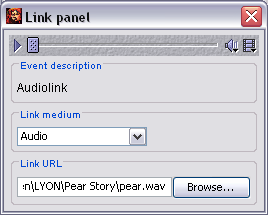 Link panel
Event description
Audiolink
Link medium
Audio
Link URL
n\LYON\Pear Story\pear.wav
Browse...